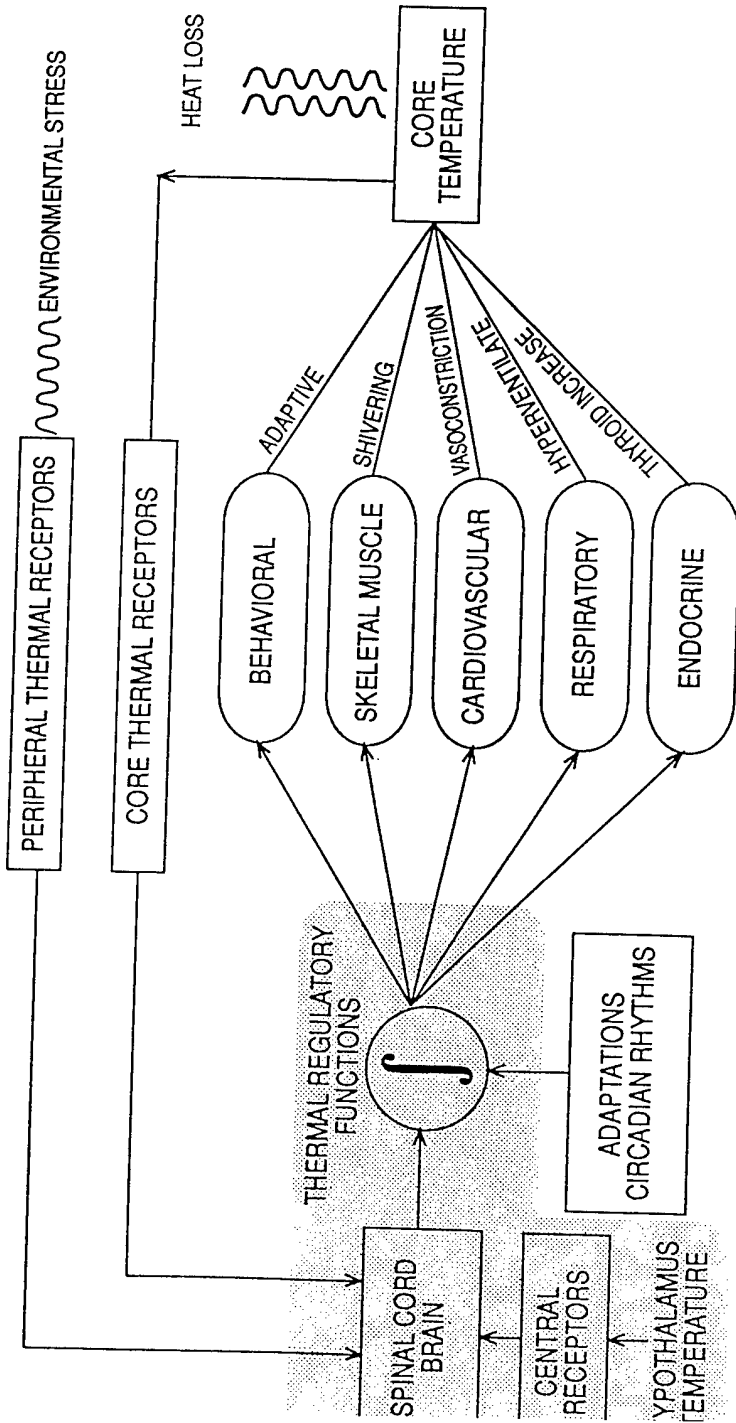 PERIPHERAL THERMAL RECEPTORS
ENVIRONMENTAL STRESS
CORE THERMAL RECEPTORS
HEAT LOSS
SPINAL CORD
BRAIN
CENTRAL
RECEPTORS
YPOTHALAMUS
TEMPERATURE
THERMAL REGULATORY
FUNCTIONS
∫
ADAPTATIONS
CIRCADIAN RHYTHMS
BEHAVIORAL
SKELETAL MUSCLE
CARDIOVASCULAR
RESPIRATORY
ENDOCRINE
ADAPTIVE
SHIVERING
VASOCONSTRICTION
HYPERVENTILATE
THYROID INCREASE
CORE
TEMPERATURE